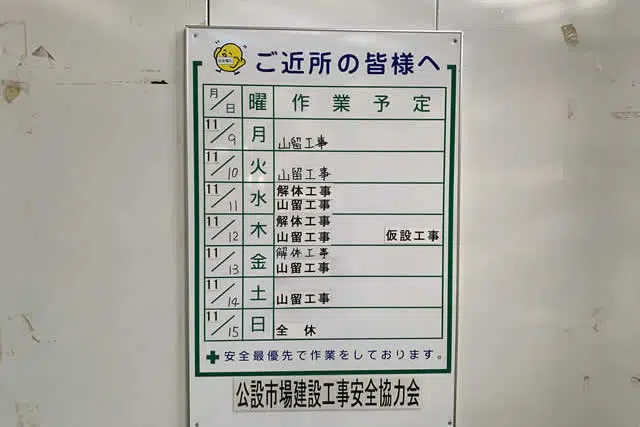 ご近所の皆様へ
月/日 曜 作業予定
11/9 月 山留工事
11/10 火 山留工事
11/11 水 解体工事
山留工事
11/12 木 解体工事
山留工事 仮設工事
11/13 金 解体工事
山留工事
11/14 土 山留工事
11/15 日 全 休
安全最優先で作業をしております。
公設市場建設工事安全協力会